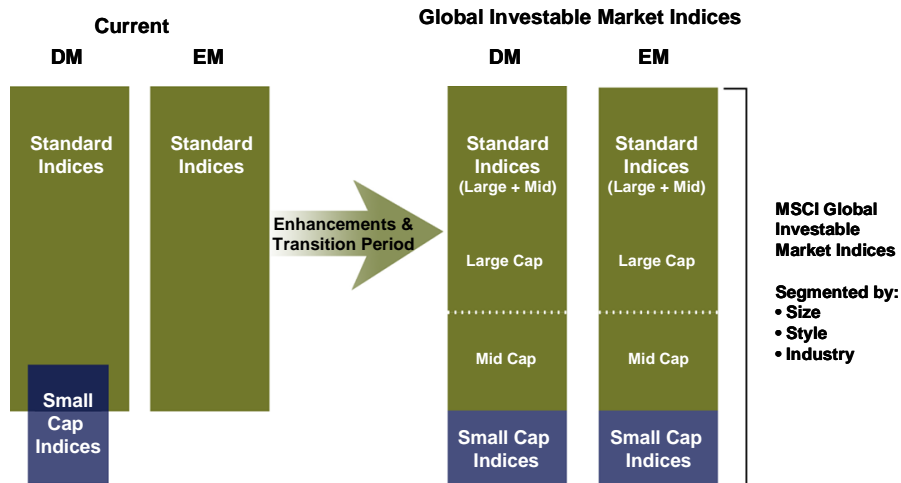 Current
Global Investable Market Indices
DM
EM
DM
EM
Standard
Indices
Standard
Indices
Small
Cap
Indices
Enhancements &
Transition Period
Standard
Indices
(Large + Mid)
Large Cap
Mid Cap
Small Cap
Indices
Standard
Indices
(Large + Mid)
Large Cap
Mid Cap
Small Cap
Indices
MSCI Global
Investable
Market Indices
Segmented by:
• Size
• Style
• Industry